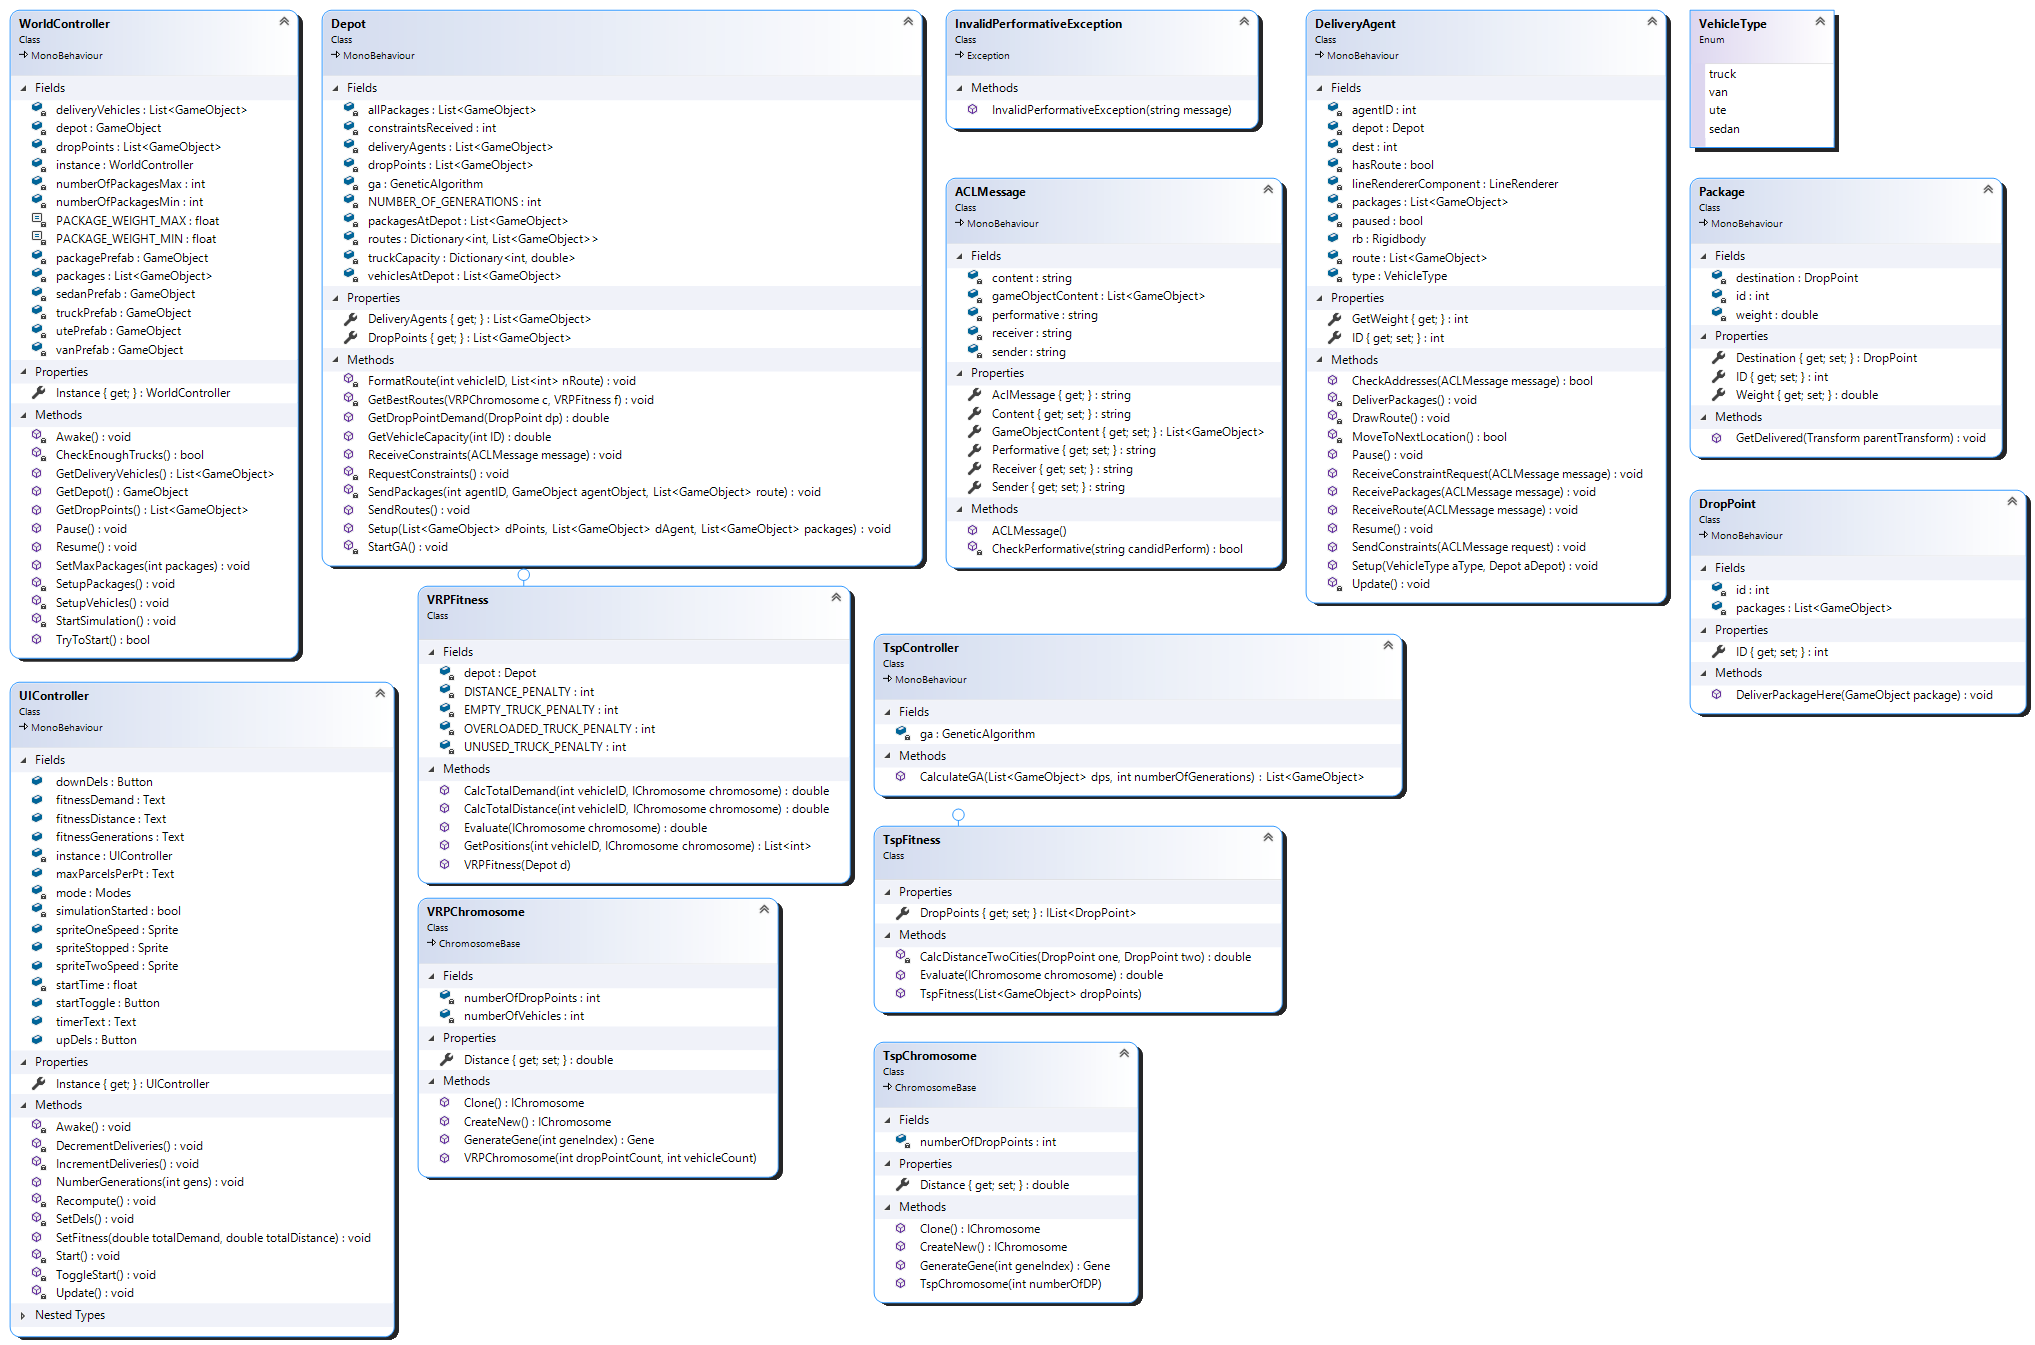 WorldController
Class
MonoBehaviour
Fields
deliveryVehicles : List<GameObject>
depot : GameObject
dropPoints : List<GameObject>
instance : WorldController
numberOfPackagesMax : int
numberOfPackagesMin : int
PACKAGE_WEIGHT_MAX : float
PACKAGE_WEIGHT_MIN : float
packagePrefab : GameObject
packages : List<GameObject>
sedanPrefab : GameObject
truckPrefab : GameObject
utePrefab : GameObject
vanPrefab : GameObject
Properties
Instance { get; } : WorldController
Methods
Awake() : void
CheckEnoughTrucks() : bool
GetDeliveryVehicles() : List<GameObject>
GetDepot() : GameObject
GetDropPoints() : List<GameObject>
Pause() : void
Resume() : void
SetMaxPackages(int packages) : void
SetupPackages() : void
SetupVehicles() : void
StartSimulation() : void
TryToStart() : bool
UIController
Class
MonoBehaviour
Fields
downDels : Button
fitnessDemand : Text
fitnessDistance : Text
fitnessGenerations : Text
instance : UIController
maxParcelsPerPt : Text
mode : Modes
simulationStarted : bool
spriteOneSpeed : Sprite
spriteStopped : Sprite
spriteTwoSpeed : Sprite
startTime : float
startToggle : Button
timerText : Text
upDels : Button
Properties
Instance { get; } : UIController
Methods
Awake() : void
DecrementDeliveries() : void
IncrementDeliveries() : void
NumberGenerations(int gens) : void
Recompute() : void
SetDels() : void
SetFitness(double totalDemand, double totalDistance) : void
Start() : void
ToggleStart() : void
Update() : void
Nested Types
Depot
Class
MonoBehaviour
Fields
allPackages : List<GameObject>
constraintsReceived : int
deliveryAgents : List<GameObject>
dropPoints : List<GameObject>
ga : GeneticAlgorithm
NUMBER_OF_GENERATIONS : int
packagesAtDepot : List<GameObject>
routes : Dictionary<int, List<GameObject>>
truckCapacity : Dictionary<int, double>
vehiclesAtDepot : List<GameObject>
Properties
DeliveryAgents { get; } : List<GameObject>
DropPoints { get; } : List<GameObject>
Methods
FormatRoute(int vehicleID, List<int> nRoute) : void
GetBestRoutes(VRPChromosome c, VRPFitness f) : void
GetDropPointDemand(DropPoint dp) : double
GetVehicleCapacity(int ID) : double
ReceiveConstraints(ACLMessage message) : void
RequestConstraints() : void
SendPackages(int agentID, GameObject agentObject, List<GameObject> route) : void
SendRoutes() : void
Setup(List<GameObject> dPoints, List<GameObject> dAgent, List<GameObject> packages) : void
StartGA() : void
VRPFitness
Class
Fields
depot : Depot
DISTANCE_PENALTY : int
EMPTY_TRUCK_PENALTY : int
OVERLOADED_TRUCK_PENALTY : int
UNUSED_TRUCK_PENALTY : int
Methods
CalcTotalDemand(int vehicleID, IChromosome chromosome) : double
CalcTotalDistance(int vehicleID, IChromosome chromosome) : double
Evaluate(IChromosome chromosome) : double
GetPositions(int vehicleID, IChromosome chromosome) : List<int>
VRPFitness(Depot d)
VRPChromosome
Class
ChromosomeBase
Fields
numberOfDropPoints : int
numberOfVehicles : int
Properties
Distance { get; set; } : double
Methods
Clone() : IChromosome
CreateNew() : IChromosome
GenerateGene(int geneIndex) : Gene
VRPChromosome(int dropPointCount, int vehicleCount)
InvalidPerformativeException
Class
Exception
Methods
InvalidPerformativeException(string message)
ACLMessage
Class
MonoBehaviour
Fields
content : string
gameObjectContent : List<GameObject>
performative : string
receiver : string
sender : string
Properties
AclMessage { get; } : string
Content { get; set; } : string
GameObjectContent { get; set; } : List<GameObject>
Performative { get; set; } : string
Receiver { get; set; } : string
Sender { get; set; } : string
Methods
ACLMessage()
CheckPerformative(string candidPerform) : bool
TspController
Class
MonoBehaviour
Fields
ga : GeneticAlgorithm
Methods
CalculateGA(List<GameObject> dps, int numberOfGenerations) : List<GameObject>
TspFitness
Class
Properties
DropPoints { get; set; } : IList<DropPoint>
Methods
CalcDistanceTwoCities(DropPoint one, DropPoint two) : double
Evaluate(IChromosome chromosome) : double
TspFitness(List<GameObject> dropPoints)
TspChromosome
Class
ChromosomeBase
Fields
numberOfDropPoints : int
Properties
Distance { get; set; } : double
Methods
Clone() : IChromosome
CreateNew() : IChromosome
GenerateGene(int geneIndex) : Gene
TspChromosome(int numberOfDP)
DeliveryAgent
Class
MonoBehaviour
Fields
agentID : int
depot : Depot
dest : int
hasRoute : bool
lineRendererComponent : LineRenderer
packages : List<GameObject>
paused : bool
rb : Rigidbody
route : List<GameObject>
type : VehicleType
Properties
GetWeight { get; } : int
ID { get; set; } : int
Methods
CheckAddresses(ACLMessage message) : bool
DeliverPackages() : void
DrawRoute() : void
MoveToNextLocation() : bool
Pause() : void
ReceiveConstraintRequest(ACLMessage message) : void
ReceivePackages(ACLMessage message) : void
ReceiveRoute(ACLMessage message) : void
Resume() : void
SendConstraints(ACLMessage request) : void
Setup(VehicleType aType, Depot aDepot) : void
Update() : void
VehicleType
Enum
truck
van
ute
sedan
Package
Class
MonoBehaviour
Fields
destination : DropPoint
id : int
weight : double
Properties
Destination { get; set; } : DropPoint
ID { get; set; } : int
Weight { get; set; } : double
Methods
GetDelivered(Transform parentTransform) : void
DropPoint
Class
MonoBehaviour
Fields
id : int
packages : List<GameObject>
Properties
ID { get; set; } : int
Methods
DeliverPackageHere(GameObject package) : void